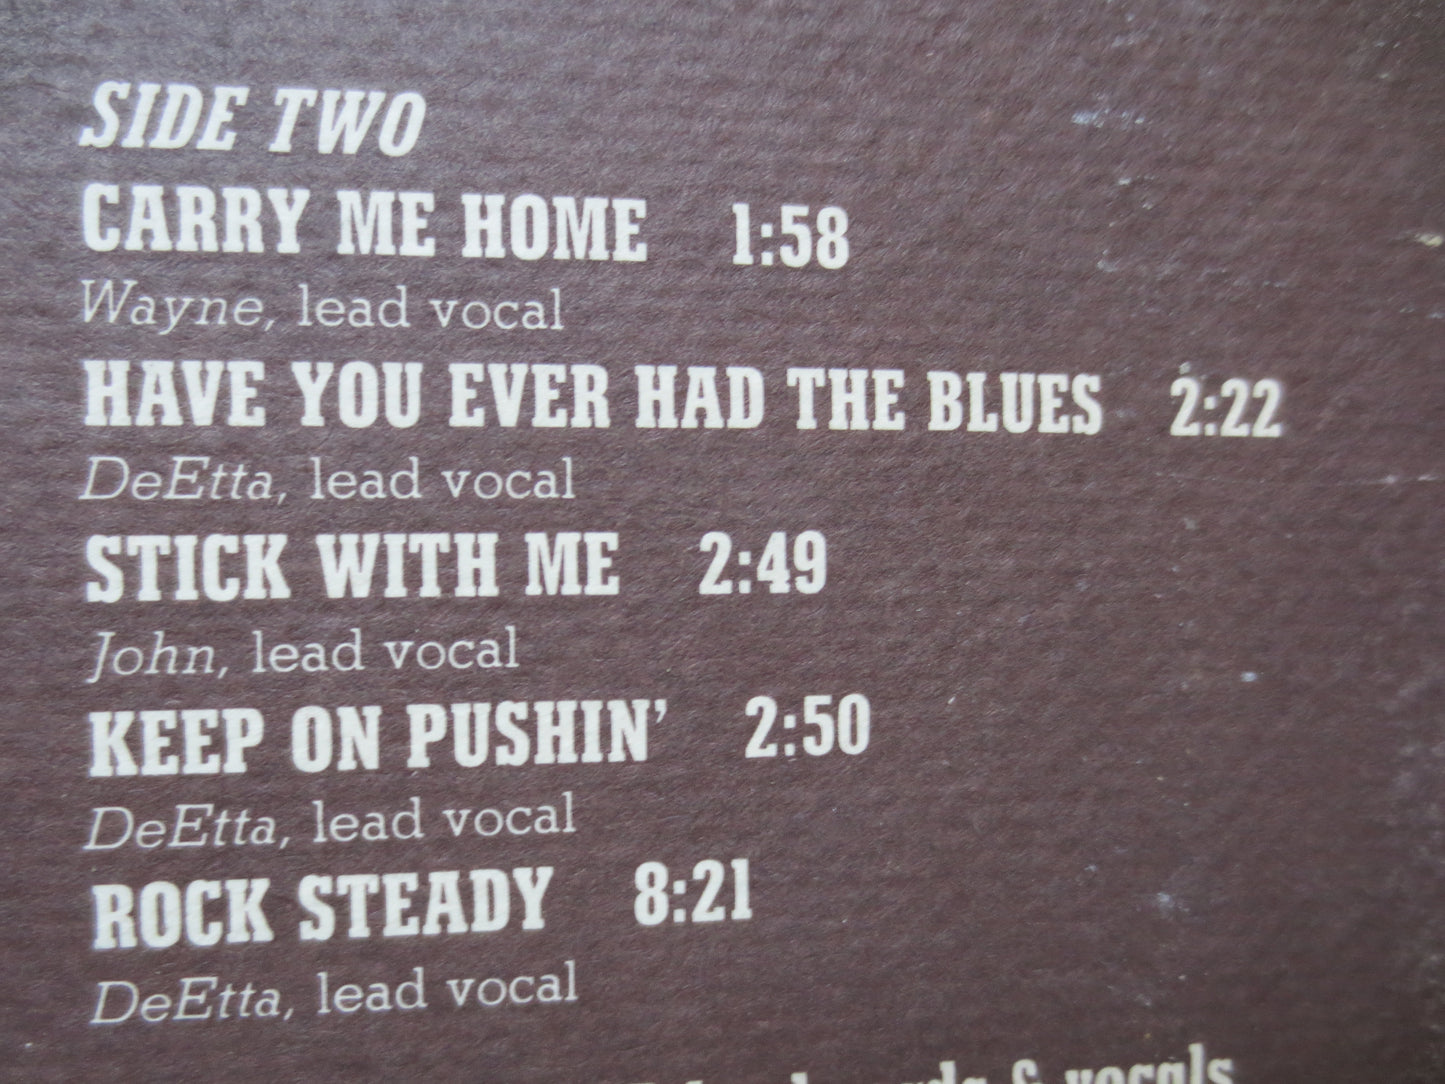 SIDE TWO
CARRY ME HOME 1:58
Wayne, lead vocal
HAVE YOU EVER HAD THE BLUES 2:22
DeEtta, lead vocal
STICK WITH ME 2:49
John, lead vocal
KEEP ON PUSHIN' 2:50
DeEtta, lead vocal
ROCK STEADY 8:21
DeEtta, lead vocal
& vocals